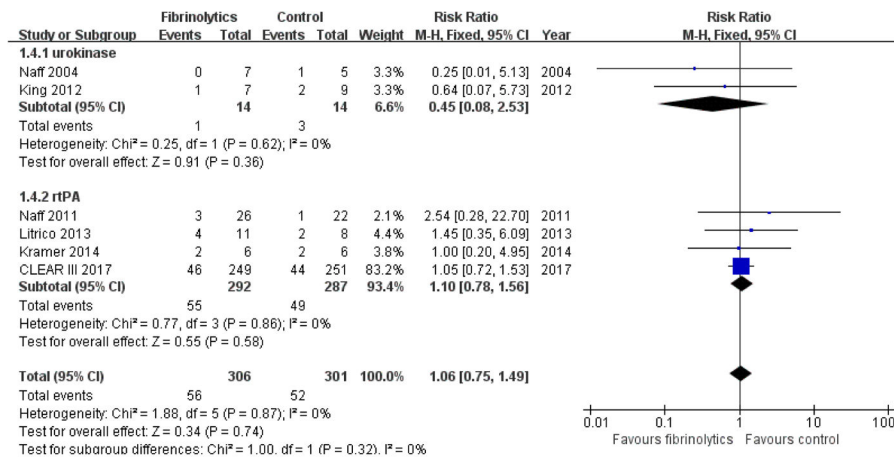 Fibrinolytics Control Risk Ratio Risk Ratio
Study or Subgroup Events Total Events Total Weight M-H, Fixed, 95% CI Year M-H, Fixed, 95% CI
1.4.1 urokinase
Naff 2004 0 7 1 5 3.3% 0.25 [0.01, 5.13] 2004
King 2012 1 7 2 9 3.3% 0.64 [0.07, 5.73] 2012
Subtotal (95% CI) 14 14 6.6% 0.45 [0.08, 2.53]
Total events 1 3
Heterogeneity: Chi² = 0.25, df = 1 (P = 0.62); I² = 0%
Test for overall effect: Z = 0.91 (P = 0.36)
1.4.2 rtPA
Naff 2011 3 26 1 22 2.1% 2.54 [0.28, 22.70] 2011
Litrico 2013 4 11 2 8 4.4% 1.45 [0.35, 6.09] 2013
Kramer 2014 2 6 2 6 3.8% 1.00 [0.20, 4.95] 2014
CLEAR III 2017 46 249 44 251 83.2% 1.05 [0.72, 1.53] 2017
Subtotal (95% CI) 292 287 93.4% 1.10 [0.78, 1.56]
Total events 55 49
Heterogeneity: Chi² = 0.77, df = 3 (P = 0.86); I² = 0%
Test for overall effect: Z = 0.55 (P = 0.58)
Total (95% CI) 306 301 100.0% 1.06 [0.75, 1.49]
Total events 56 52
Heterogeneity: Chi² = 1.88, df = 5 (P = 0.87); I² = 0%
Test for overall effect: Z = 0.34 (P = 0.74)
Test for subgroup differences: Chi² = 1.00, df = 1 (P = 0.32), I² = 0%
0.01 0.1 1 10 100
Favours fibrinolytics Favours control